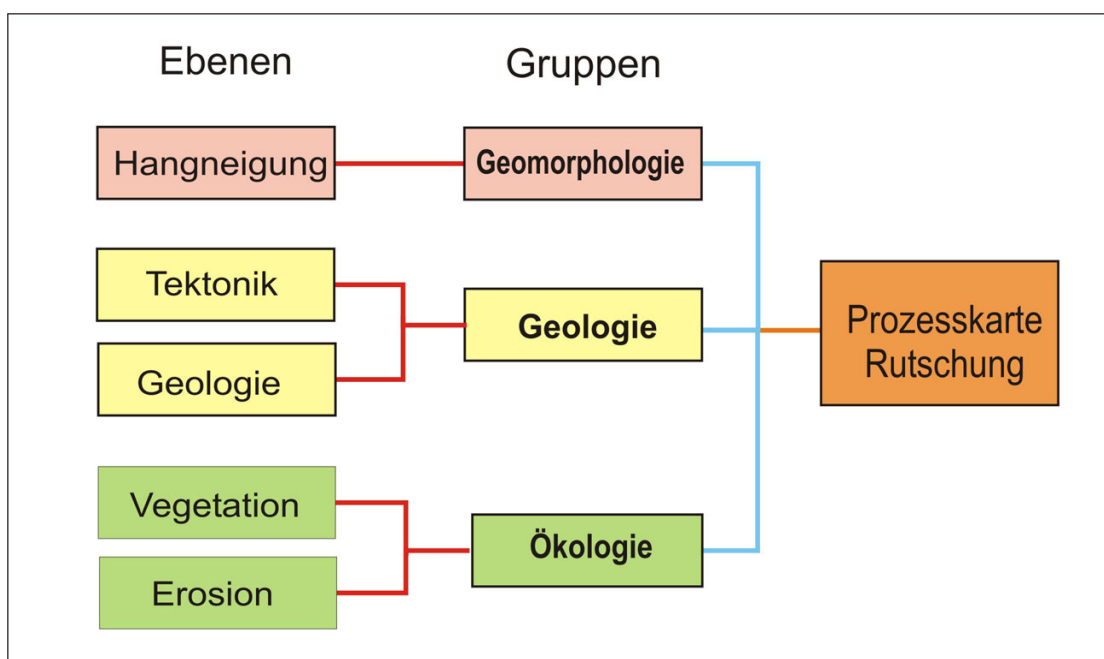 Ebenen
Gruppen
Hangneigung
Geomorphologie
Tektonik
Geologie
Geologie
Prozesskarte
Rutschung
Vegetation
Erosion
Ökologie